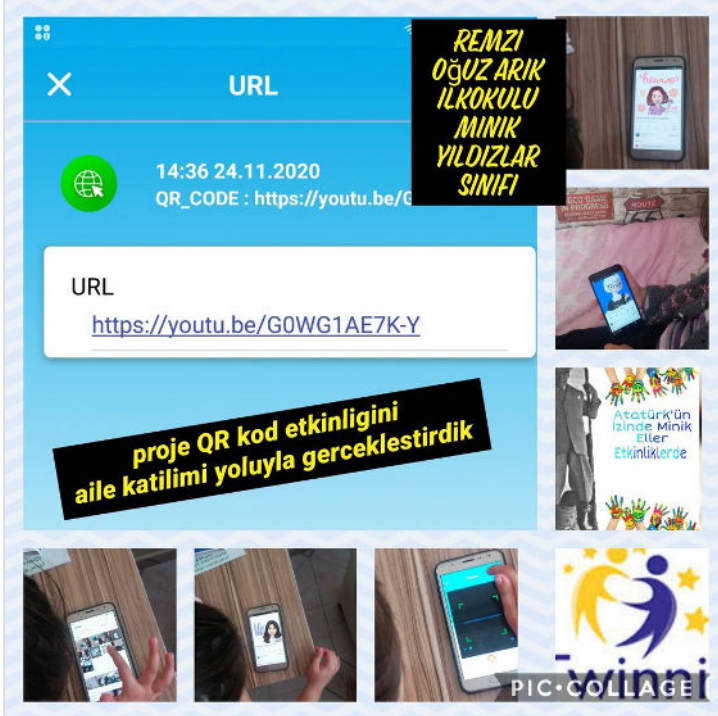 URL
14:36 24.11.2020
QR_CODE : https://youtu.be/G
URL
https://youtu.be/G0WG1AE7K-Y
REMZI
OğUZ ARIK
ILKOKULU
MINIK
YILDIZLAR
SINIFI
proje QR kod etkinligini
aile katilimi yoluyla gerceklestirdik
ROUTE
Atatürk'ün
İzinde Minik
Eller
Etkinliklerde
Twinni
PIC•COLLAGE